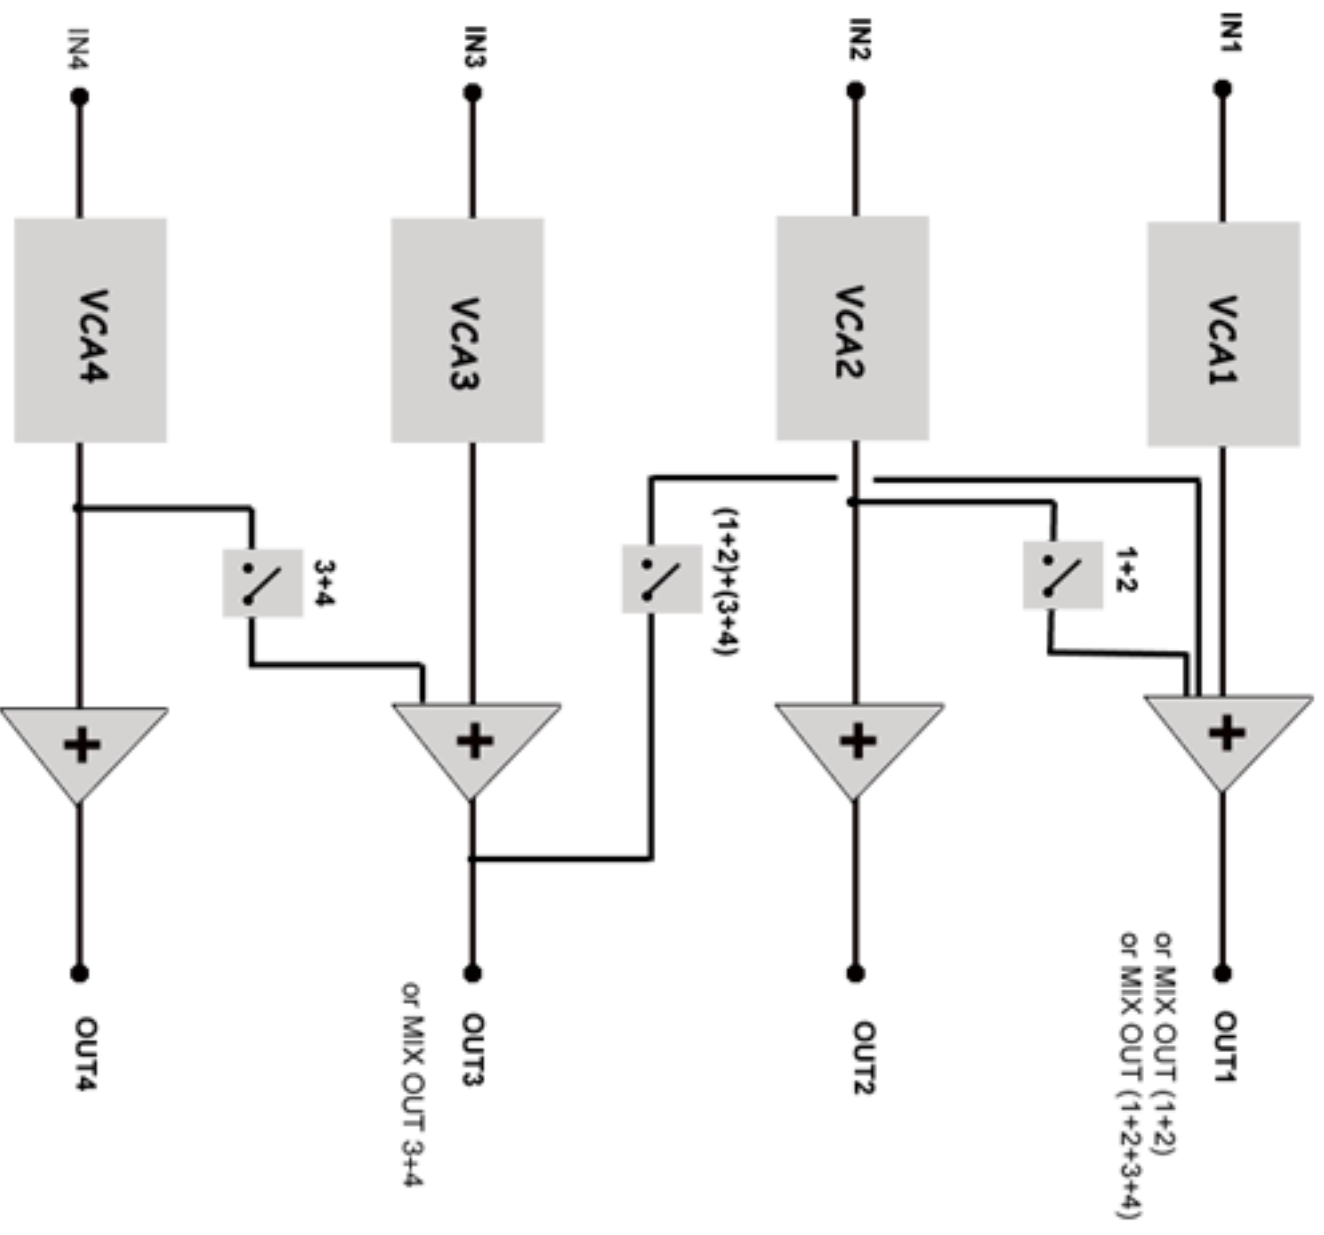 IN1
VCA1
1+2
OUT1
or MIX OUT (1+2)
or MIX OUT (1+2+3+4)
IN2
VCA2
OUT2
(1+2)+(3+4)
IN3
VCA3
OUT3
or MIX OUT 3+4
3+4
IN4
VCA4
OUT4
+
+
+
+